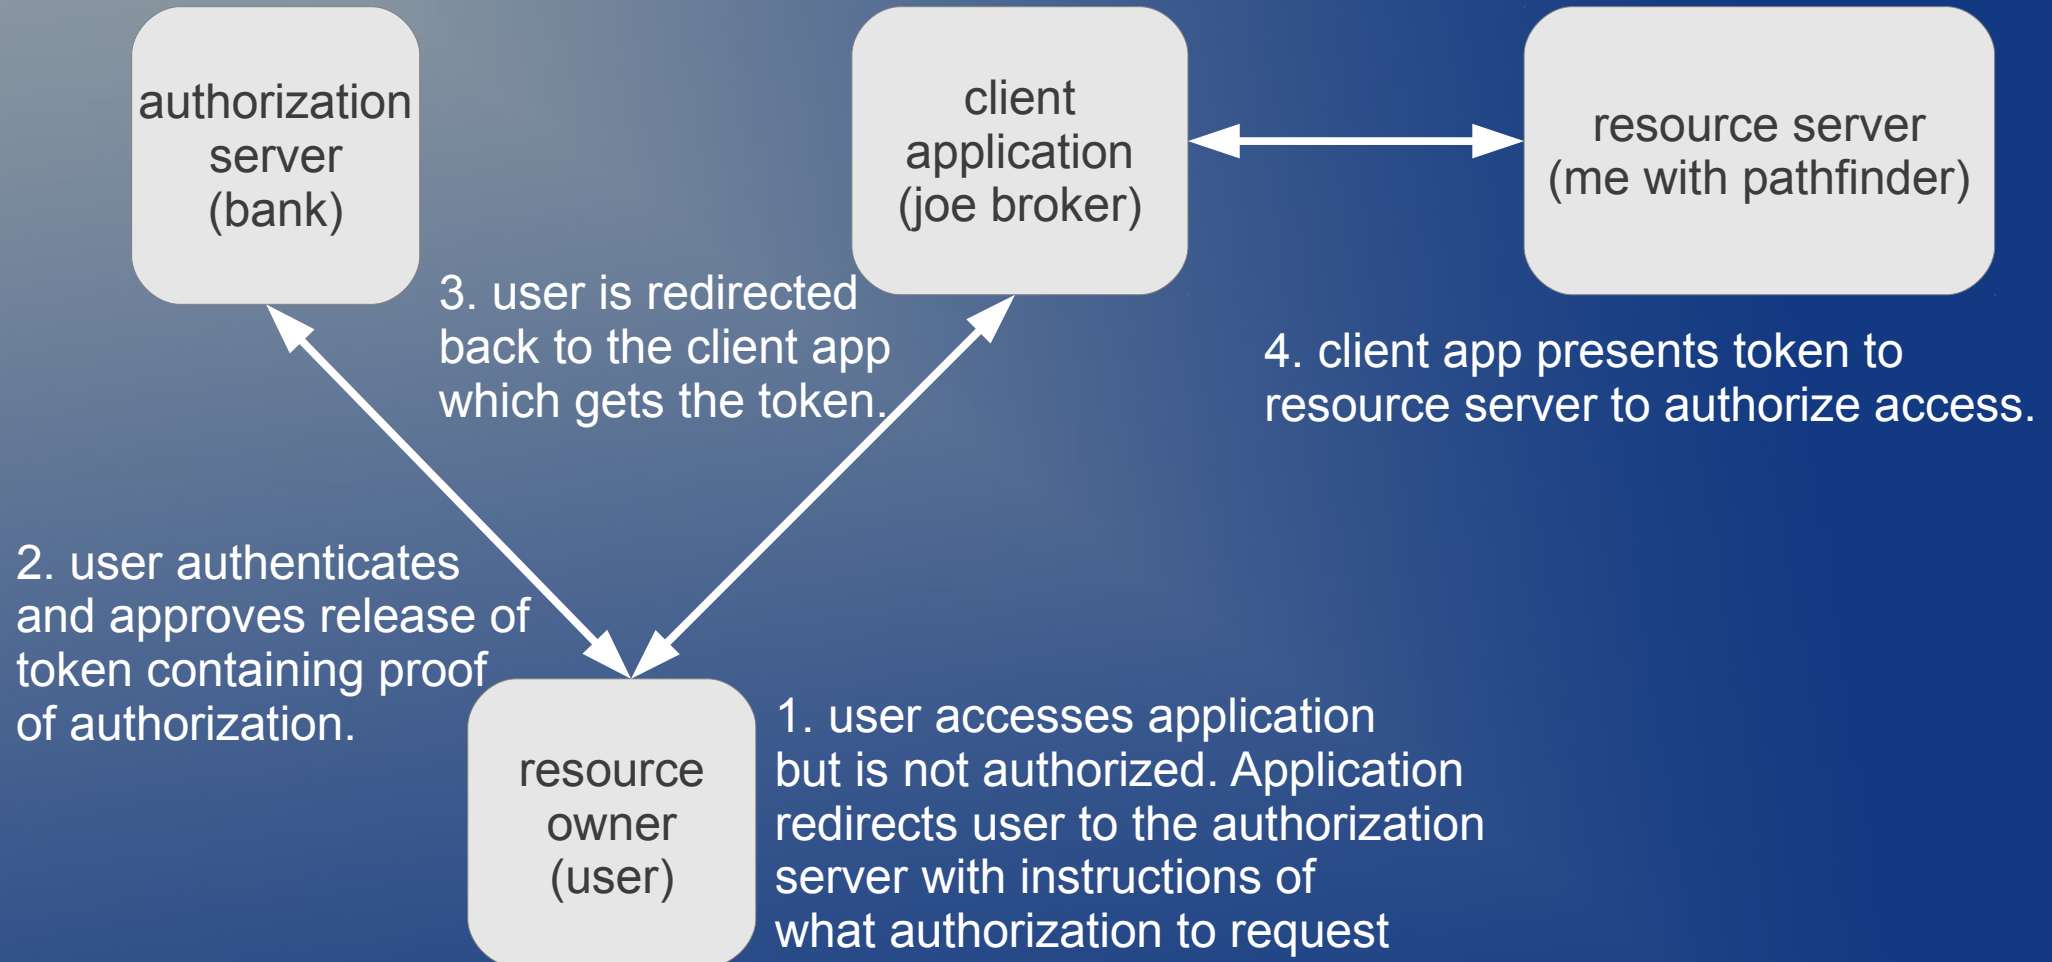 authorization
server
(bank)
client
application
(joe broker)
resource server
(me with pathfinder)
3. user is redirected
back to the client app
which gets the token.
4. client app presents token to
resource server to authorize access.
2. user authenticates
and approves release of
token containing proof
of authorization.
resource
owner
(user)
1. user accesses application
but is not authorized. Application
redirects user to the authorization
server with instructions of
what authorization to request